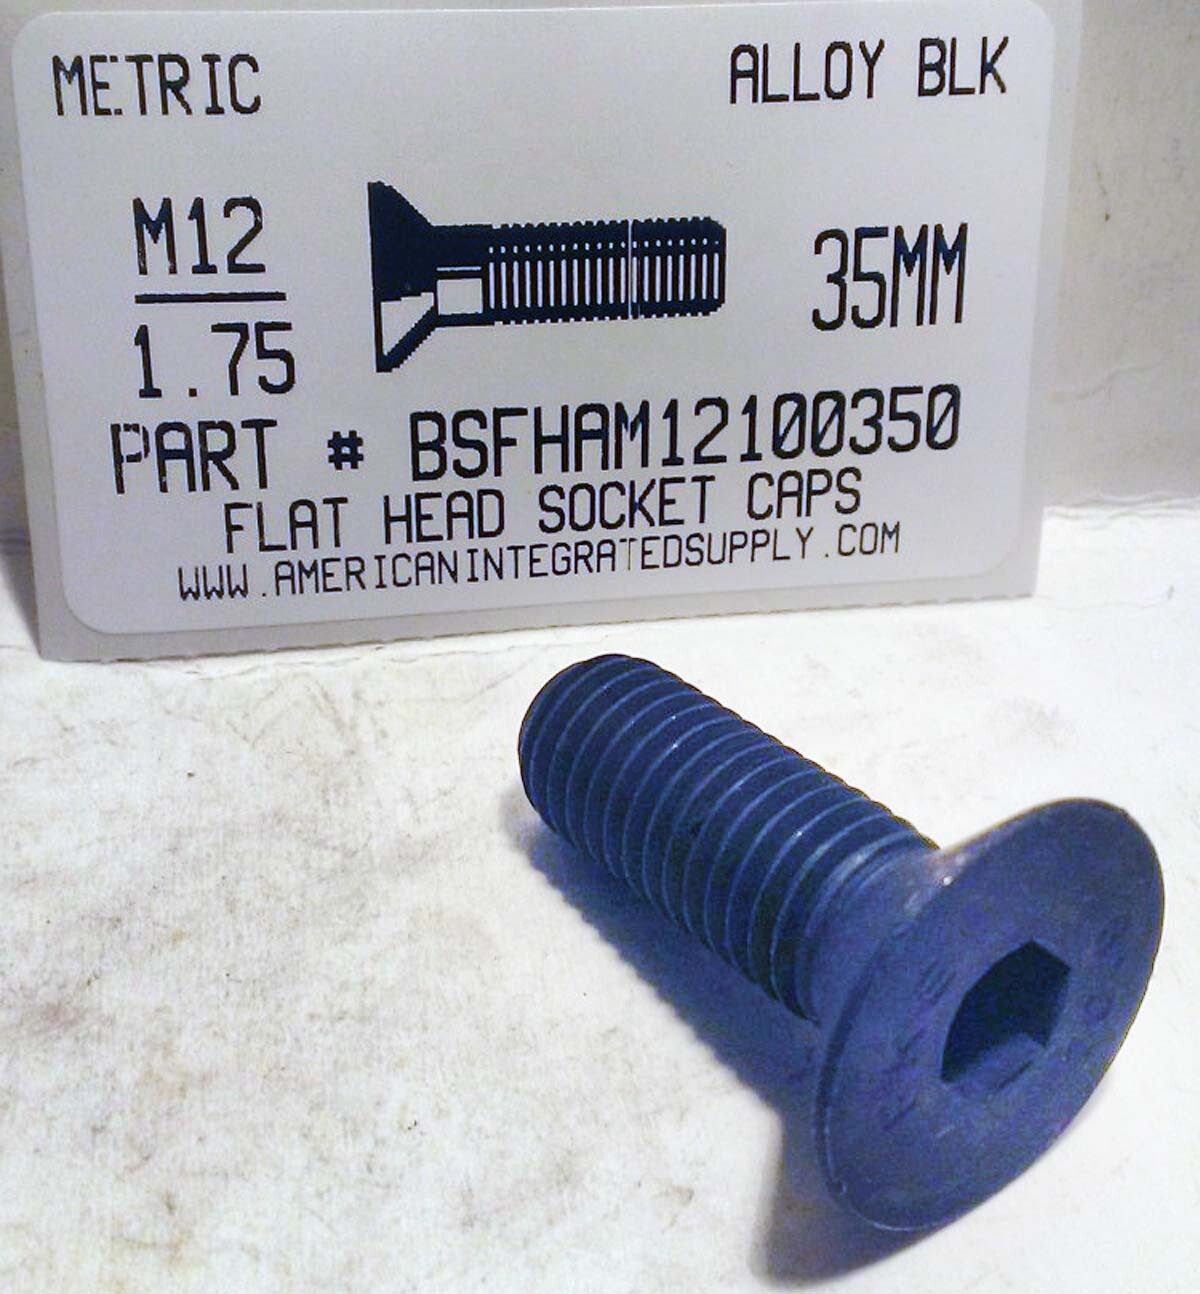 METRIC ALLOY BLK
M12
1.75
35MM
PART # BSFHAM12100350
FLAT HEAD SOCKET CAPS
WWW.AMERICANINTEGRATEDSUPPLY.COM